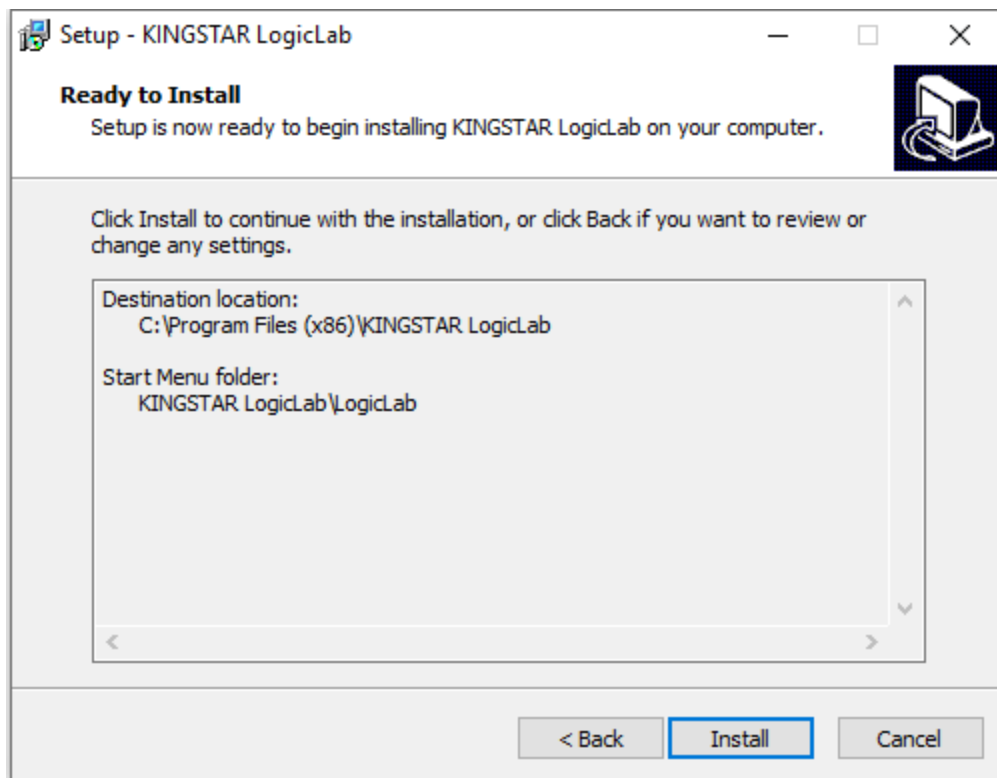 Setup - KINGSTAR LogicLab
Ready to Install
Setup is now ready to begin installing KINGSTAR LogicLab on your computer.
Click Install to continue with the installation, or click Back if you want to review or
change any settings.
Destination location:
C:\Program Files (x86)\KINGSTAR LogicLab
Start Menu folder:
KINGSTAR LogicLab\LogicLab
< Back Install Cancel